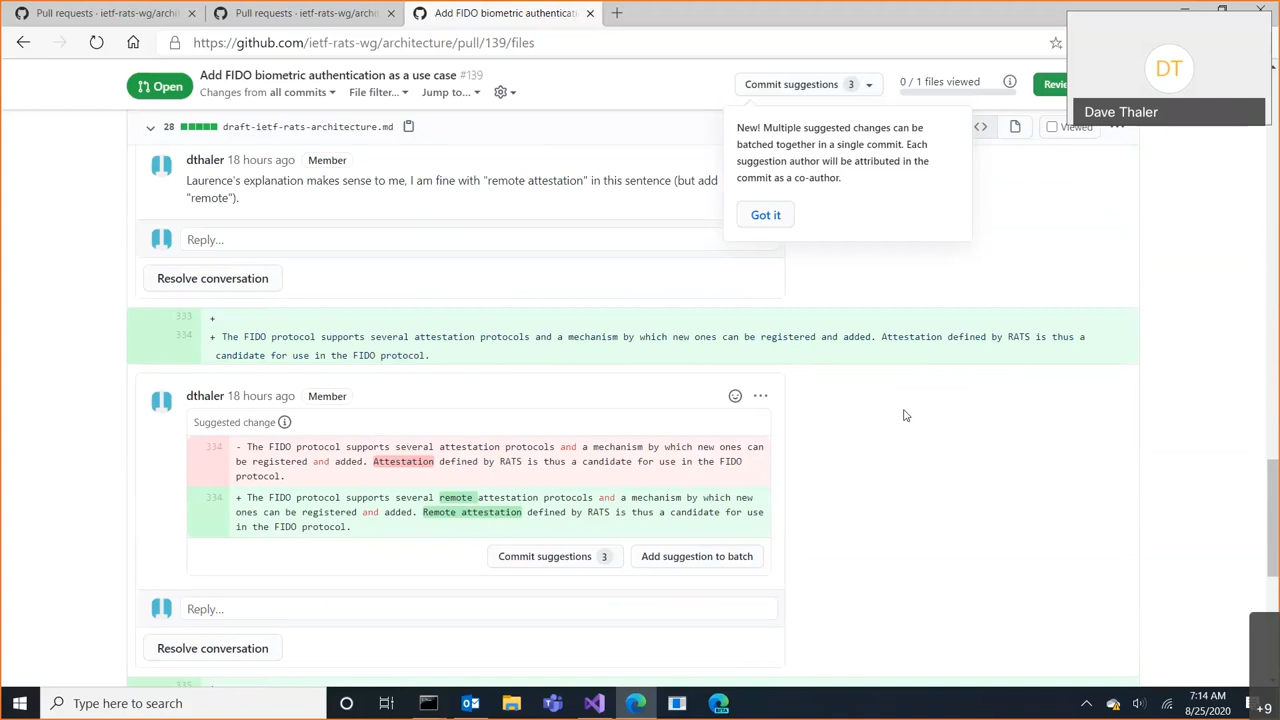 Pull requests · ietf-rats-wg/archit
Pull requests · ietf-rats-wg/archit
Add FIDO biometric authenticati
https://github.com/ietf-rats-wg/architecture/pull/139/files
DT
Dave Thaler
Open
Add FIDO biometric authentication as a use case #139
Changes from all commits
File filter...
Jump to...
Commit suggestions 3
0 / 1 files viewed
28 draft-ietf-rats-architecture.md
Viewed
New! Multiple suggested changes can be
batched together in a single commit. Each
suggestion author will be attributed in the
commit as a co-author.
Got it
dthaler 18 hours ago Member
Laurence's explanation makes sense to me, I am fine with "remote attestation" in this sentence (but add
"remote").
Reply...
Resolve conversation
333 +
334 + The FIDO protocol supports several attestation protocols and a mechanism by which new ones can be registered and added. Attestation defined by RATS is thus a
candidate for use in the FIDO protocol.
dthaler 18 hours ago Member
Suggested change
334 - The FIDO protocol supports several attestation protocols and a mechanism by which new ones can
be registered and added. Attestation defined by RATS is thus a candidate for use in the FIDO
protocol.
334 + The FIDO protocol supports several remote attestation protocols and a mechanism by which new
ones can be registered and added. Remote attestation defined by RATS is thus a candidate for use
in the FIDO protocol.
Commit suggestions 3
Add suggestion to batch
Reply...
Resolve conversation
335 +
Type here to search
7:14 AM
8/25/2020
+9